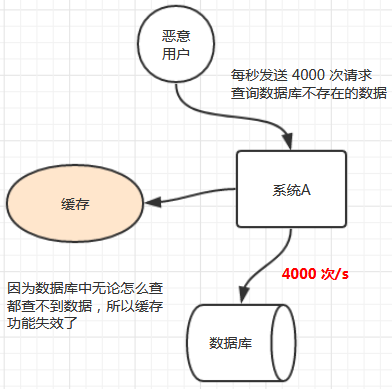 恶意
用户
每秒发送 4000 次请求
查询数据库不存在的数据
缓存
系统A
4000 次/s
因为数据库中无论怎么查
都查不到数据，所以缓存
功能失效了
数据库